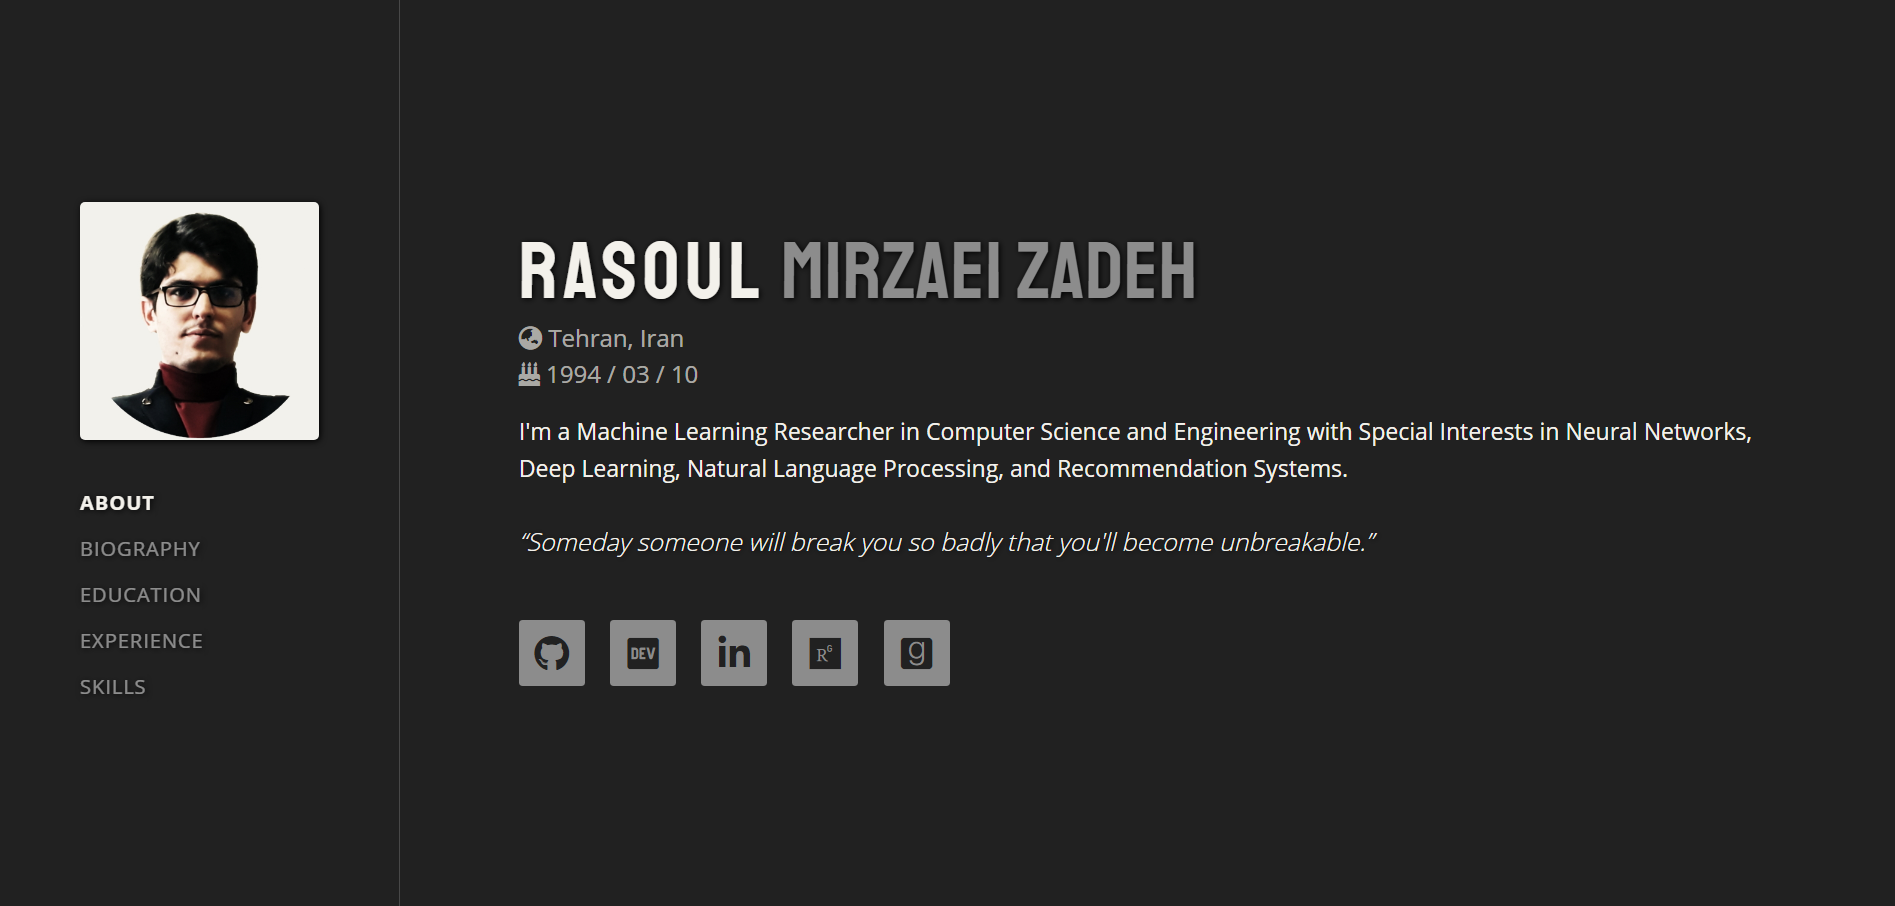 RASOUL MIRZAEI ZADEH
Tehran, Iran
1994 / 03 / 10
I'm a Machine Learning Researcher in Computer Science and Engineering with Special Interests in Neural Networks,
Deep Learning, Natural Language Processing, and Recommendation Systems.
“Someday someone will break you so badly that you'll become unbreakable.”
DEV
in
RG
g
ABOUT
BIOGRAPHY
EDUCATION
EXPERIENCE
SKILLS